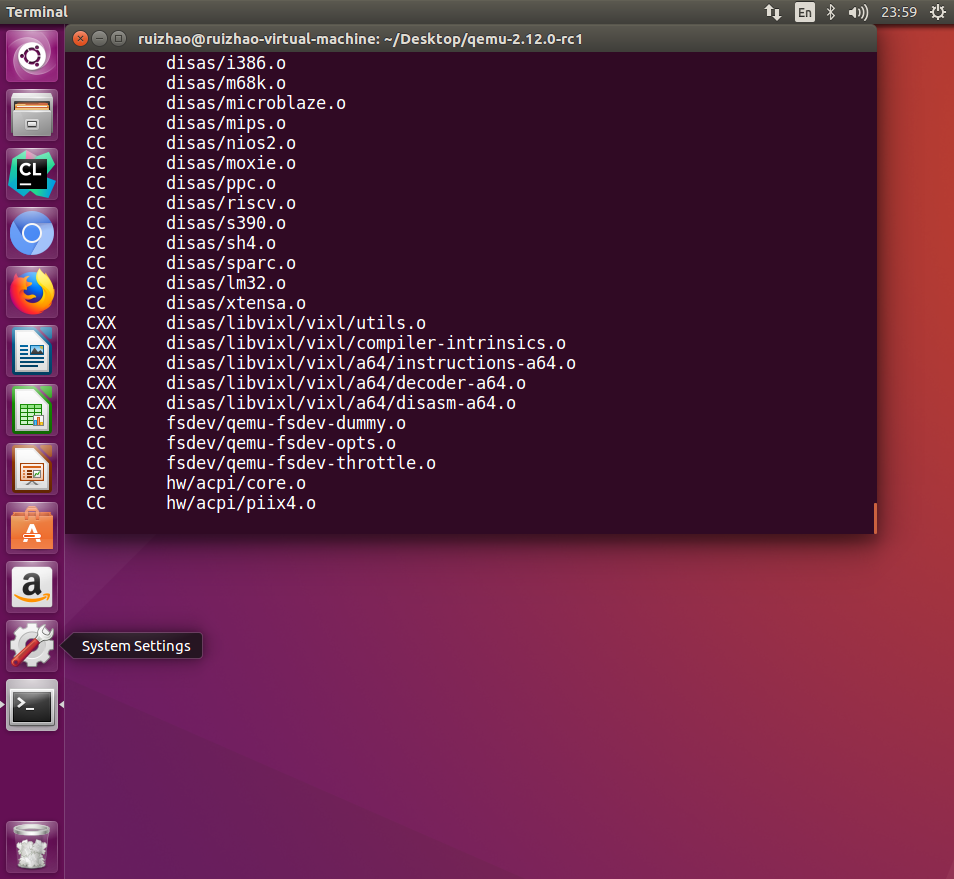 Terminal
En
23:59
ruizhao@ruizhao-virtual-machine: ~/Desktop/qemu-2.12.0-rc1
CC disas/i386.o
CC disas/m68k.o
CC disas/microblaze.o
CC disas/mips.o
CC disas/nios2.o
CC disas/moxie.o
CC disas/ppc.o
CC disas/riscv.o
CC disas/s390.o
CC disas/sh4.o
CC disas/sparc.o
CC disas/lm32.o
CC disas/xtensa.o
CXX disas/libvixl/vixl/utils.o
CXX disas/libvixl/vixl/compiler-intrinsics.o
CXX disas/libvixl/vixl/a64/instructions-a64.o
CXX disas/libvixl/vixl/a64/decoder-a64.o
CXX disas/libvixl/vixl/a64/disasm-a64.o
CC fsdev/qemu-fsdev-dummy.o
CC fsdev/qemu-fsdev-opts.o
CC fsdev/qemu-fsdev-throttle.o
CC hw/acpi/core.o
CC hw/acpi/piix4.o
CL
a
System Settings
>_